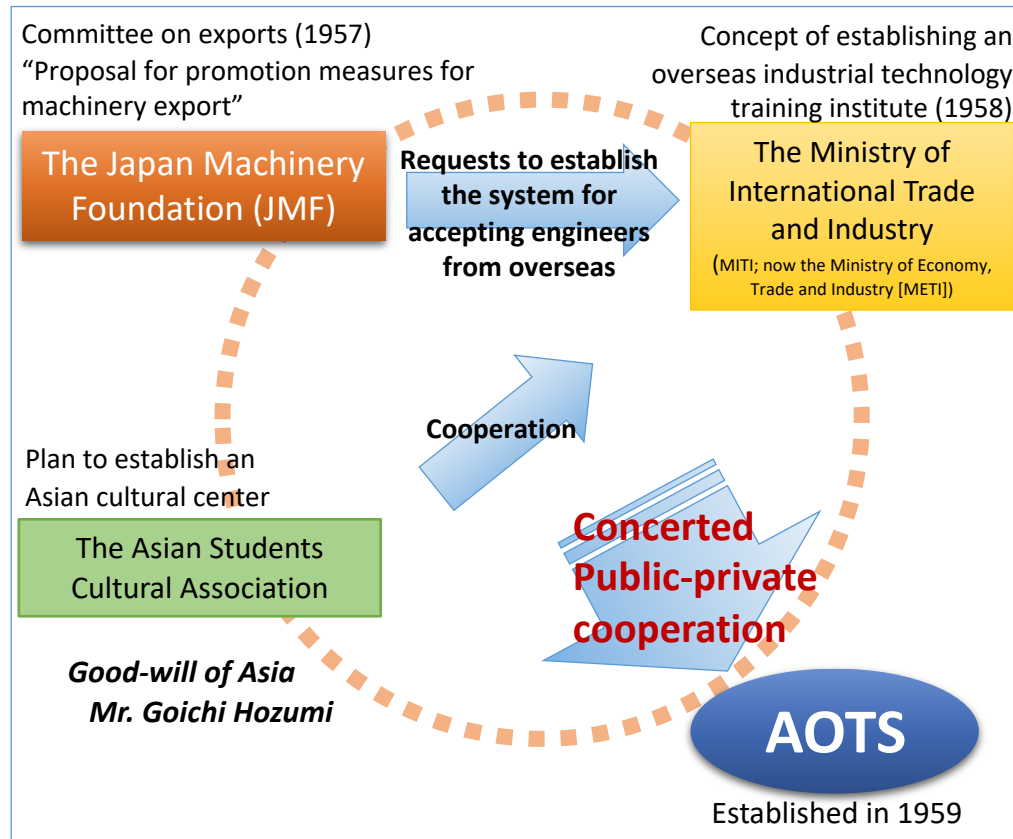 Committee on exports (1957)
“Proposal for promotion measures for
machinery export”
The Japan Machinery
Foundation (JMF)
Requests to establish
the system for
accepting engineers
from overseas
Concept of establishing an
overseas industrial technology
training institute (1958)
The Ministry of
International Trade
and Industry
(MITI; now the Ministry of Economy,
Trade and Industry [METI])
Cooperation
Plan to establish an
Asian cultural center
The Asian Students
Cultural Association
Good-will of Asia
Mr. Goichi Hozumi
Concerted
Public-private
cooperation
AOTS
Established in 1959